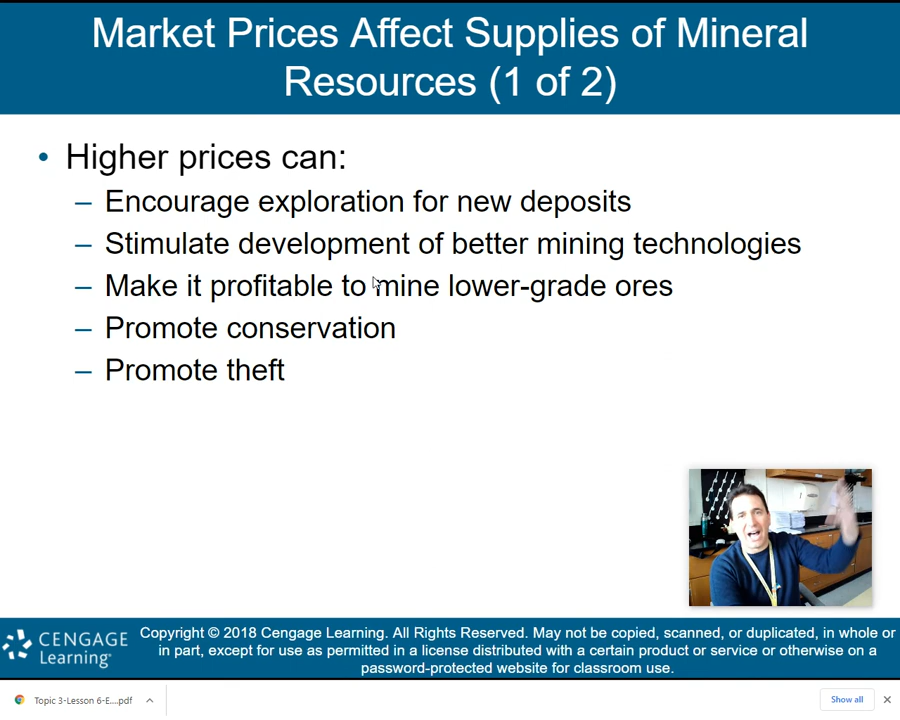 Market Prices Affect Supplies of Mineral
Resources (1 of 2)
• Higher prices can:
– Encourage exploration for new deposits
– Stimulate development of better mining technologies
– Make it profitable to mine lower-grade ores
– Promote conservation
– Promote theft
CENGAGE
Learning™
Copyright © 2018 Cengage Learning. All Rights Reserved. May not be copied, scanned, or duplicated, in whole or
in part, except for use as permitted in a license distributed with a certain product or service or otherwise on a
password-protected website for classroom use.
Topic 3-Lesson 6-E....pdf
Show all